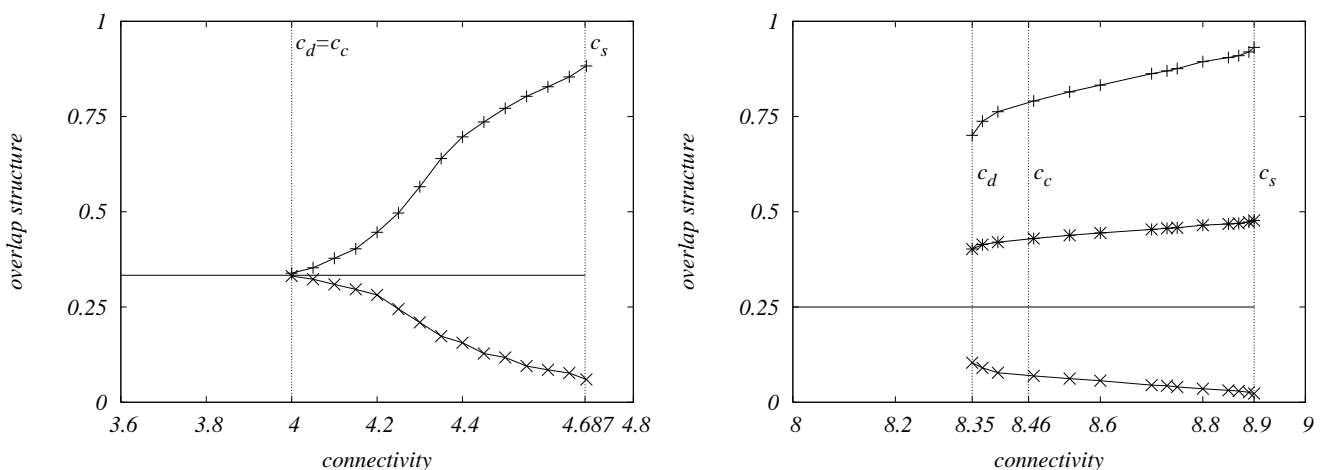 1
0.75
0.5
0.25
0
overlap structure
c_d=c_c
c_s
3.6 3.8 4 4.2 4.4 4.687 4.8
connectivity
1
0.75
0.5
0.25
0
overlap structure
c_d
c_c
c_s
8 8.2 8.35 8.46 8.6 8.8 8.9 9
connectivity